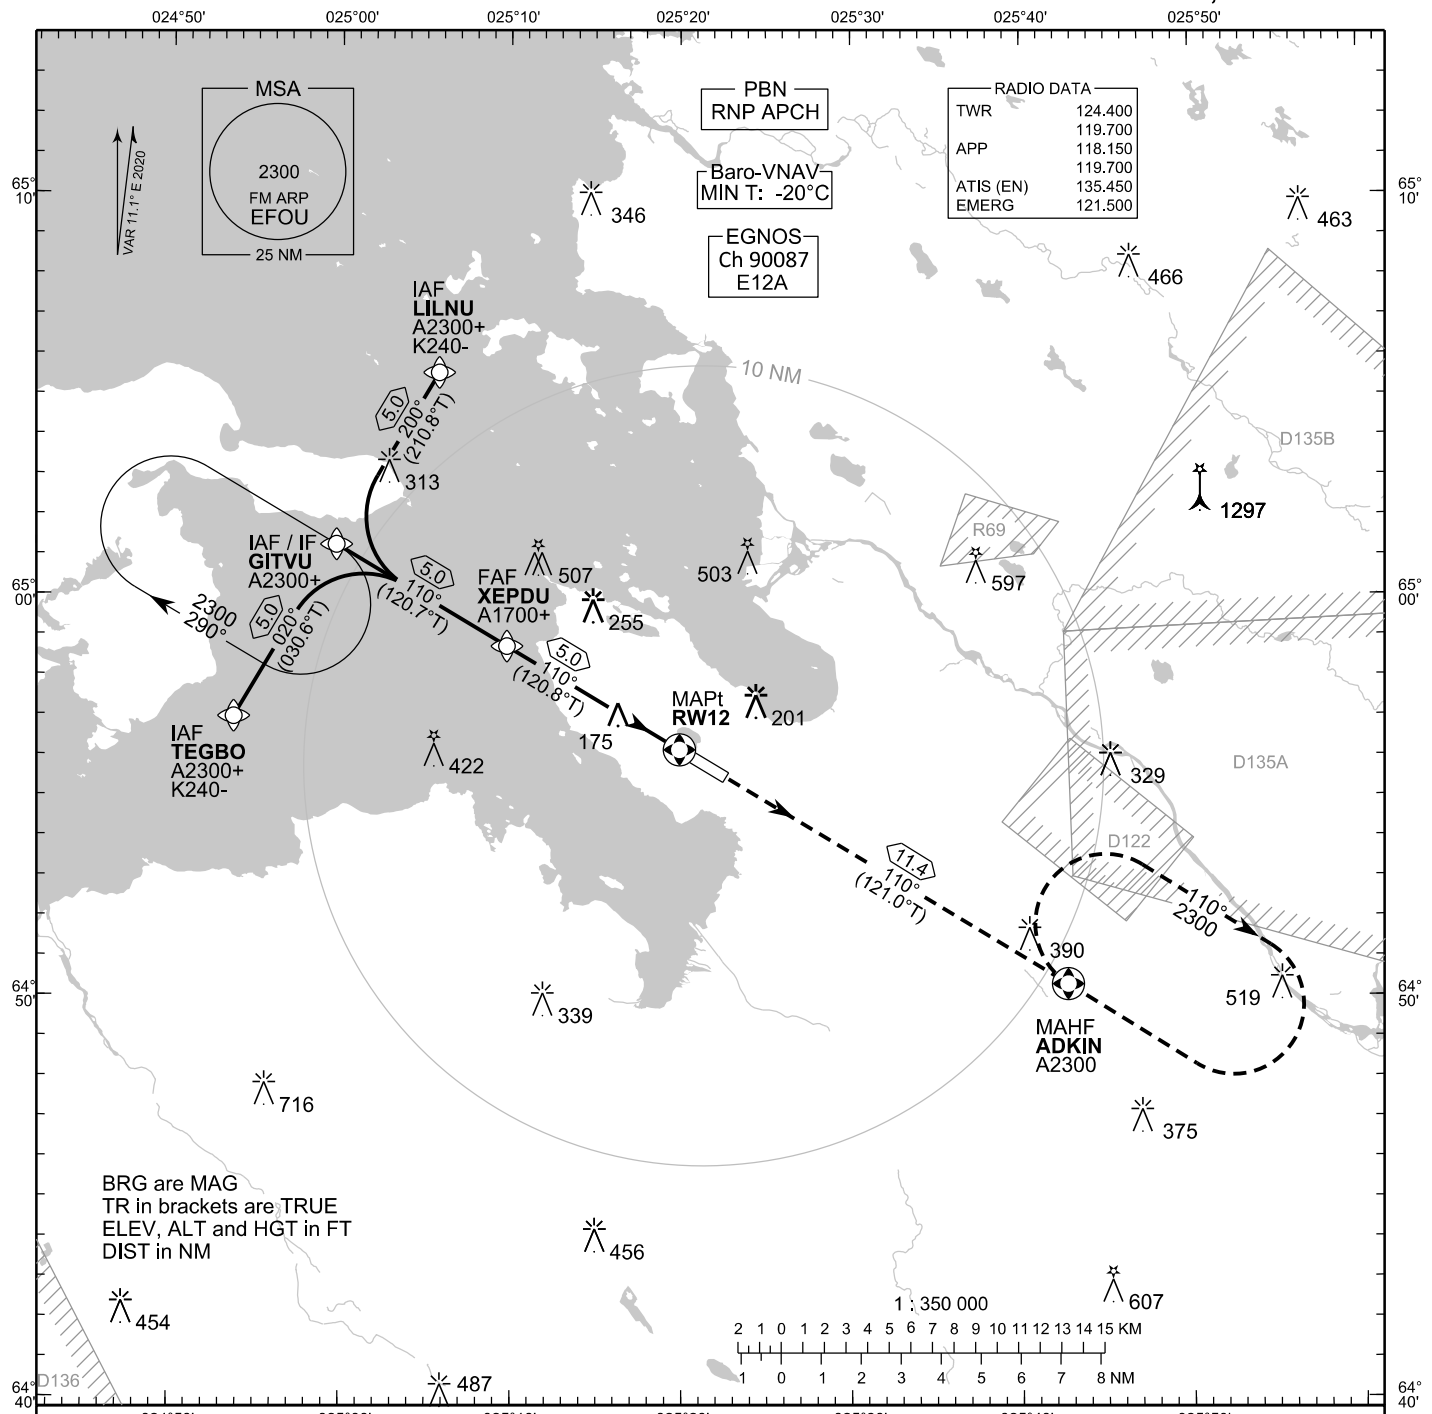 024°50' 025°00' 025°10' 025°20' 025°30' 025°40' 025°50'
MSA
2300
FM ARP
EFOU
25 NM
VAR 11.1° E 2020
PBN
RNP APCH
Baro-VNAV
MIN T: -20°C
EGNOS
Ch 90087
E12A
RADIO DATA
TWR 124.400
119.700
APP 118.150
119.700
ATIS (EN) 135.450
EMERG 121.500
65°
10'
65°
10'
346
463
466
IAF
LILNU
A2300+
K240-
10 NM
5.0
200°
(210.8°T)
313
D135B
1297
R69
597
IAF / IF
GITVU
A2300+
5.0
110°
(120.7°T)
FAF
XEPDU
A1700+
507
503
255
65°
00'
65°
00'
2300
290°
5.0
020°
(030.6°T)
5.0
110°
(120.8°T)
MAPt
RW12
201
175
IAF
TEGBO
A2300+
K240-
422
329
D135A
D122
11.4
110°
(121.0°T)
110°
2300
390
519
64°
50'
64°
50'
339
MAHF
ADKIN
A2300
716
375
BRG are MAG
TR in brackets are TRUE
ELEV, ALT and HGT in FT
DIST in NM
456
454
607
1 : 350 000
2 1 0 1 2 3 4 5 6 7 8 9 10 11 12 13 14 15 KM
1 0 1 2 3 4 5 6 7 8 NM
D136
487
64°
40'
64°
40'